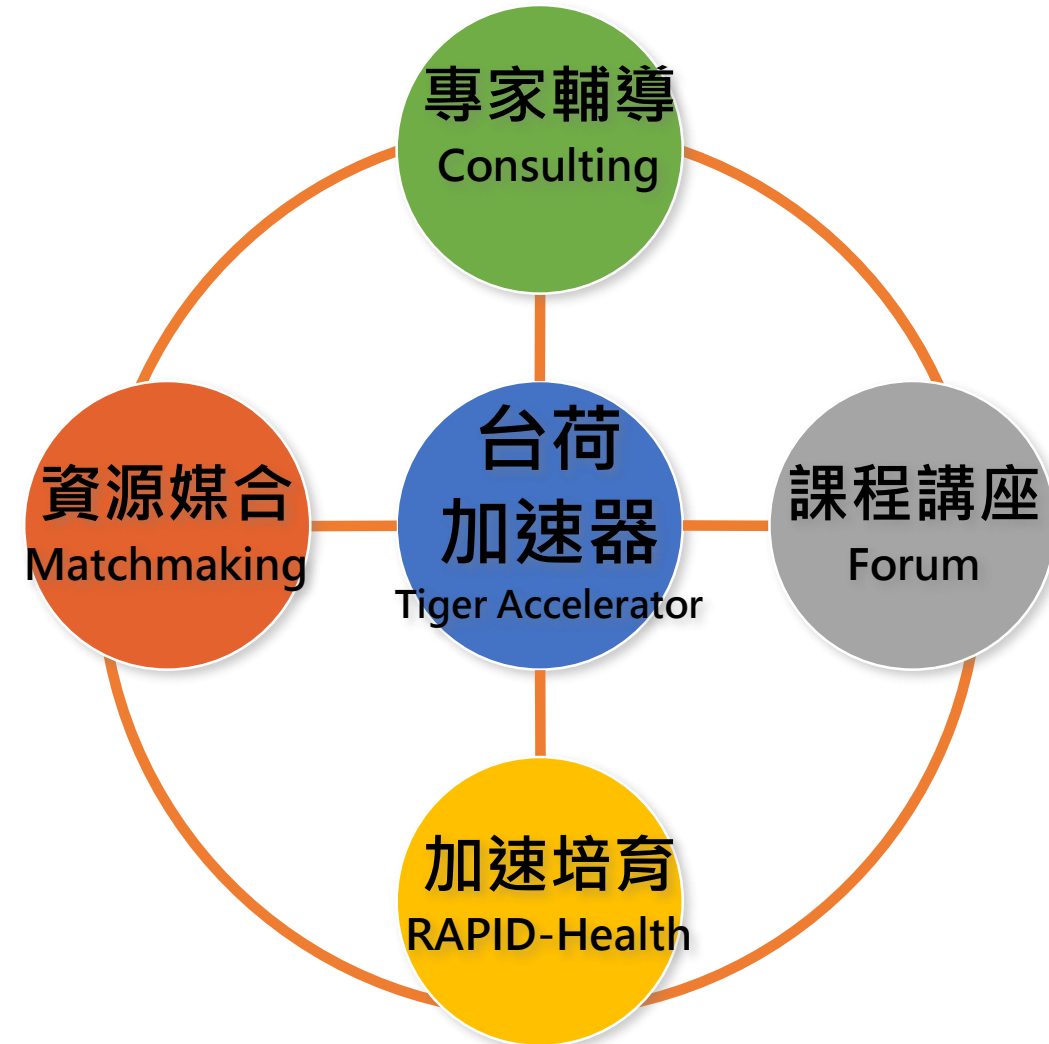 專家輔導
Consulting
資源媒合
Matchmaking
台荷
加速器
Tiger Accelerator
課程講座
Forum
加速培育
RAPID-Health